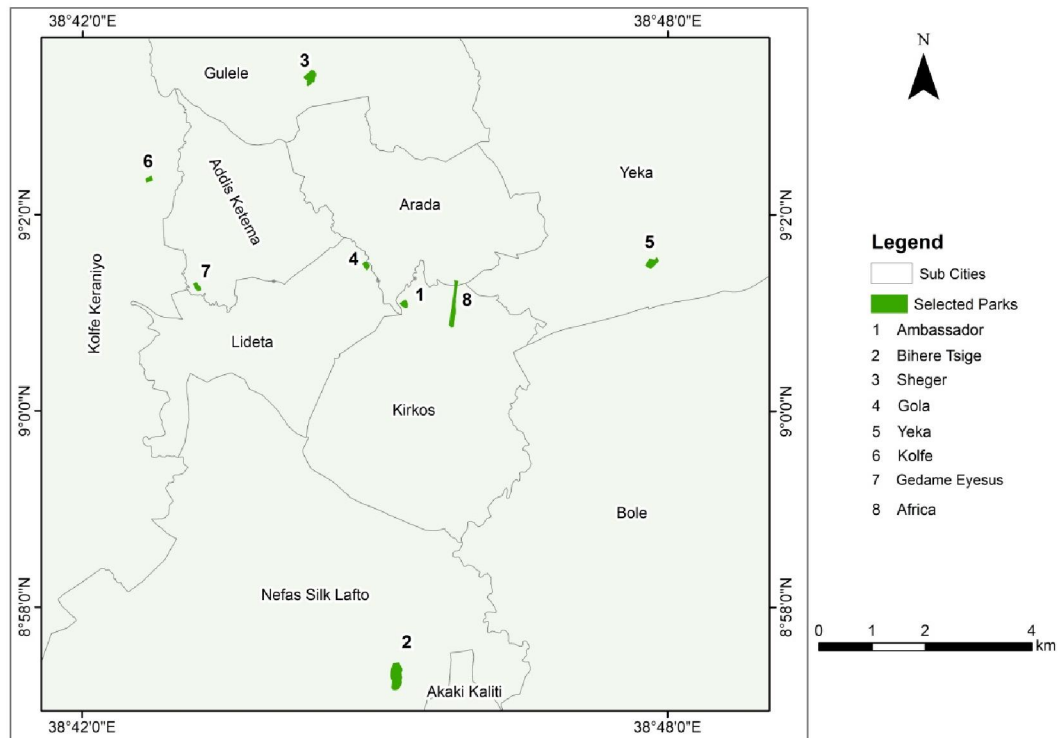 38°42'0"E
38°48'0"E
3
Gulele
N
6
Addis Ketema
Yeka
Arada
9°2'0"N
9°2'0"N
4
5
7
1
8
Kolfe Keraniyo
Lideta
Kirkos
9°0'0"N
9°0'0"N
Bole
Nefas Silk Lafto
8°58'0"N
8°58'0"N
2
Akaki Kaliti
38°42'0"E
38°48'0"E
Legend
Sub Cities
Selected Parks
1 Ambassador
2 Bihere Tsige
3 Sheger
4 Gola
5 Yeka
6 Kolfe
7 Gedame Eyesus
8 Africa
0 1 2 4
km